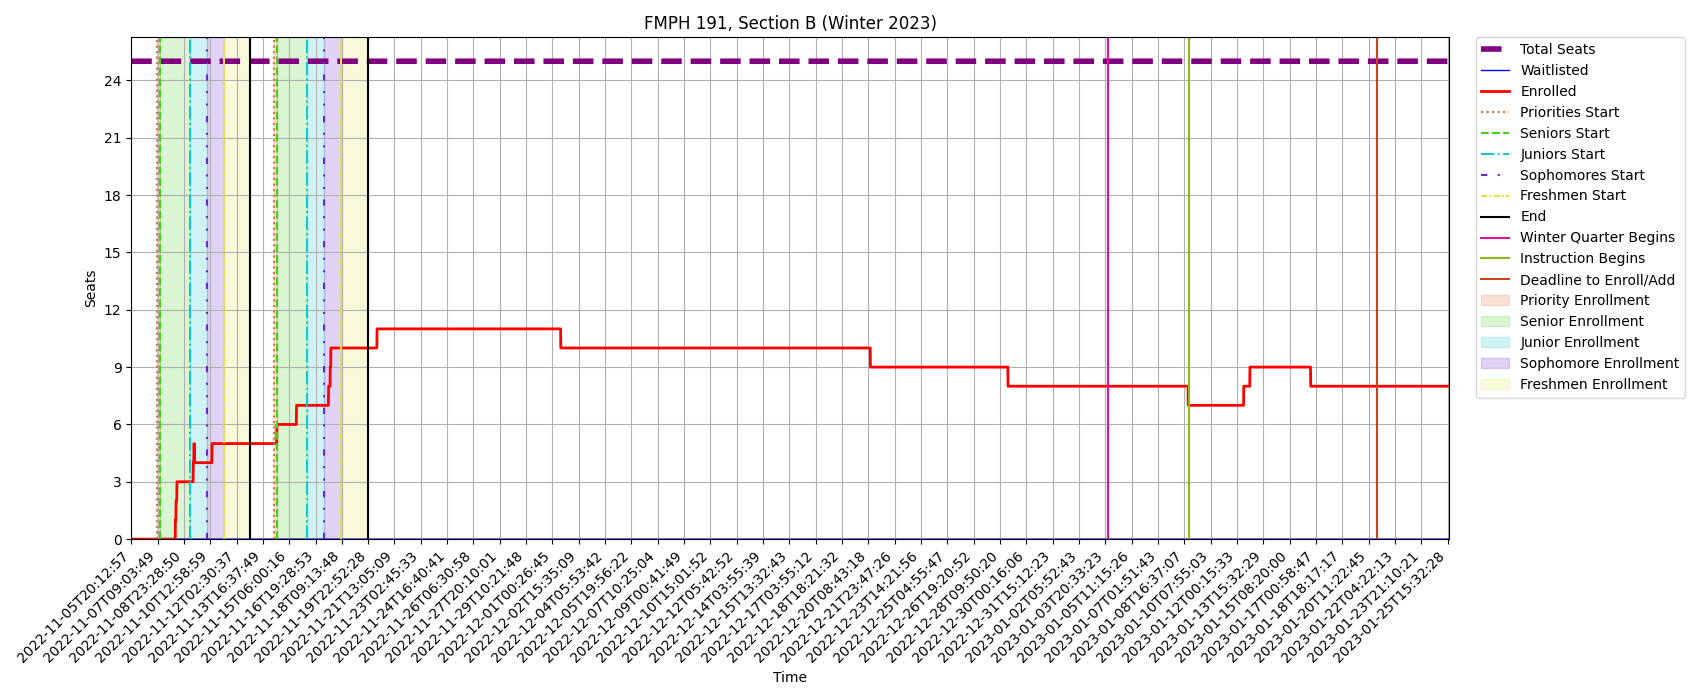 FMPH 191, Section B (Winter 2023)
Seats
24
21
18
15
12
9
6
3
0
2022-11-05T20:12:57
2022-11-07T09:03:49
2022-11-08T23:28:50
2022-11-10T12:58:59
2022-11-12T02:30:37
2022-11-13T16:37:49
2022-11-15T06:00:16
2022-11-16T19:28:53
2022-11-18T09:13:48
2022-11-19T22:52:28
2022-11-21T13:05:09
2022-11-23T02:45:33
2022-11-24T16:40:41
2022-11-26T06:30:58
2022-11-27T20:10:01
2022-11-29T10:21:48
2022-12-01T00:26:45
2022-12-02T15:35:09
2022-12-04T05:53:42
2022-12-05T19:56:22
2022-12-07T10:25:04
2022-12-09T00:41:49
2022-12-10T15:01:52
2022-12-12T05:42:52
2022-12-14T03:55:39
2022-12-15T13:32:43
2022-12-17T03:55:12
2022-12-18T18:21:32
2022-12-20T08:43:18
2022-12-21T23:47:26
2022-12-23T14:21:56
2022-12-25T04:55:47
2022-12-26T19:20:52
2022-12-28T09:50:20
2022-12-30T00:16:06
2022-12-31T15:12:23
2023-01-02T05:52:43
2023-01-03T20:33:23
2023-01-05T11:15:26
2023-01-07T01:51:43
2023-01-08T16:37:07
2023-01-10T07:55:03
2023-01-12T00:15:33
2023-01-13T15:32:29
2023-01-15T08:20:00
2023-01-17T00:58:47
2023-01-18T18:17:17
2023-01-20T11:22:45
2023-01-22T04:22:13
2023-01-23T21:10:21
2023-01-25T15:32:28
Time
Total Seats
Waitlisted
Enrolled
Priorities Start
Seniors Start
Juniors Start
Sophomores Start
Freshmen Start
End
Winter Quarter Begins
Instruction Begins
Deadline to Enroll/Add
Priority Enrollment
Senior Enrollment
Junior Enrollment
Sophomore Enrollment
Freshmen Enrollment